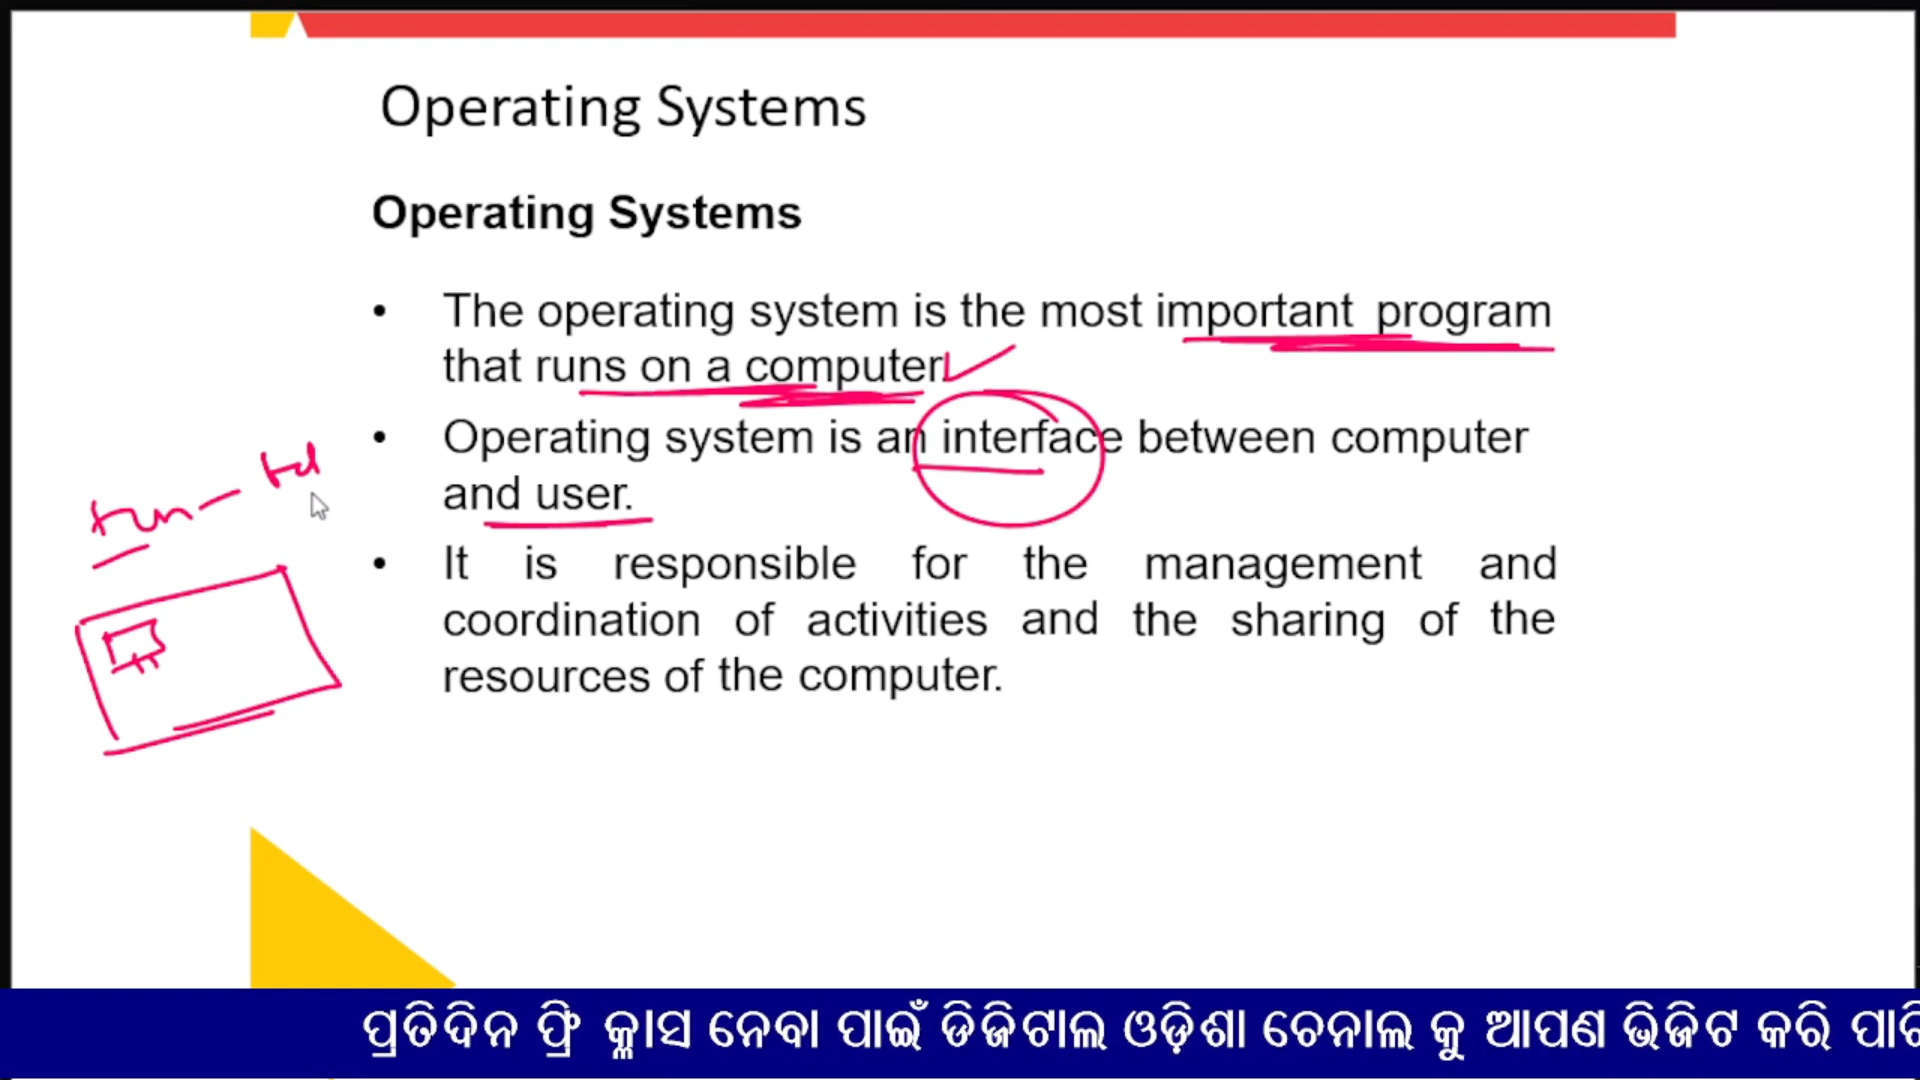 Operating Systems
Operating Systems
• The operating system is the most important program
that runs on a computer
• Operating system is an interface between computer
and user.
• It is responsible for the management and
coordination of activities and the sharing of the
resources of the computer.
ପ୍ରତିଦିନ ଫ୍ରି କ୍ଲାସ ନେବା ପାଇଁ ଡିଜିଟାଲ ଓଡ଼ିଶା ଚେନାଲ କୁ ଆପଣ ଭିଜିଟ କରି